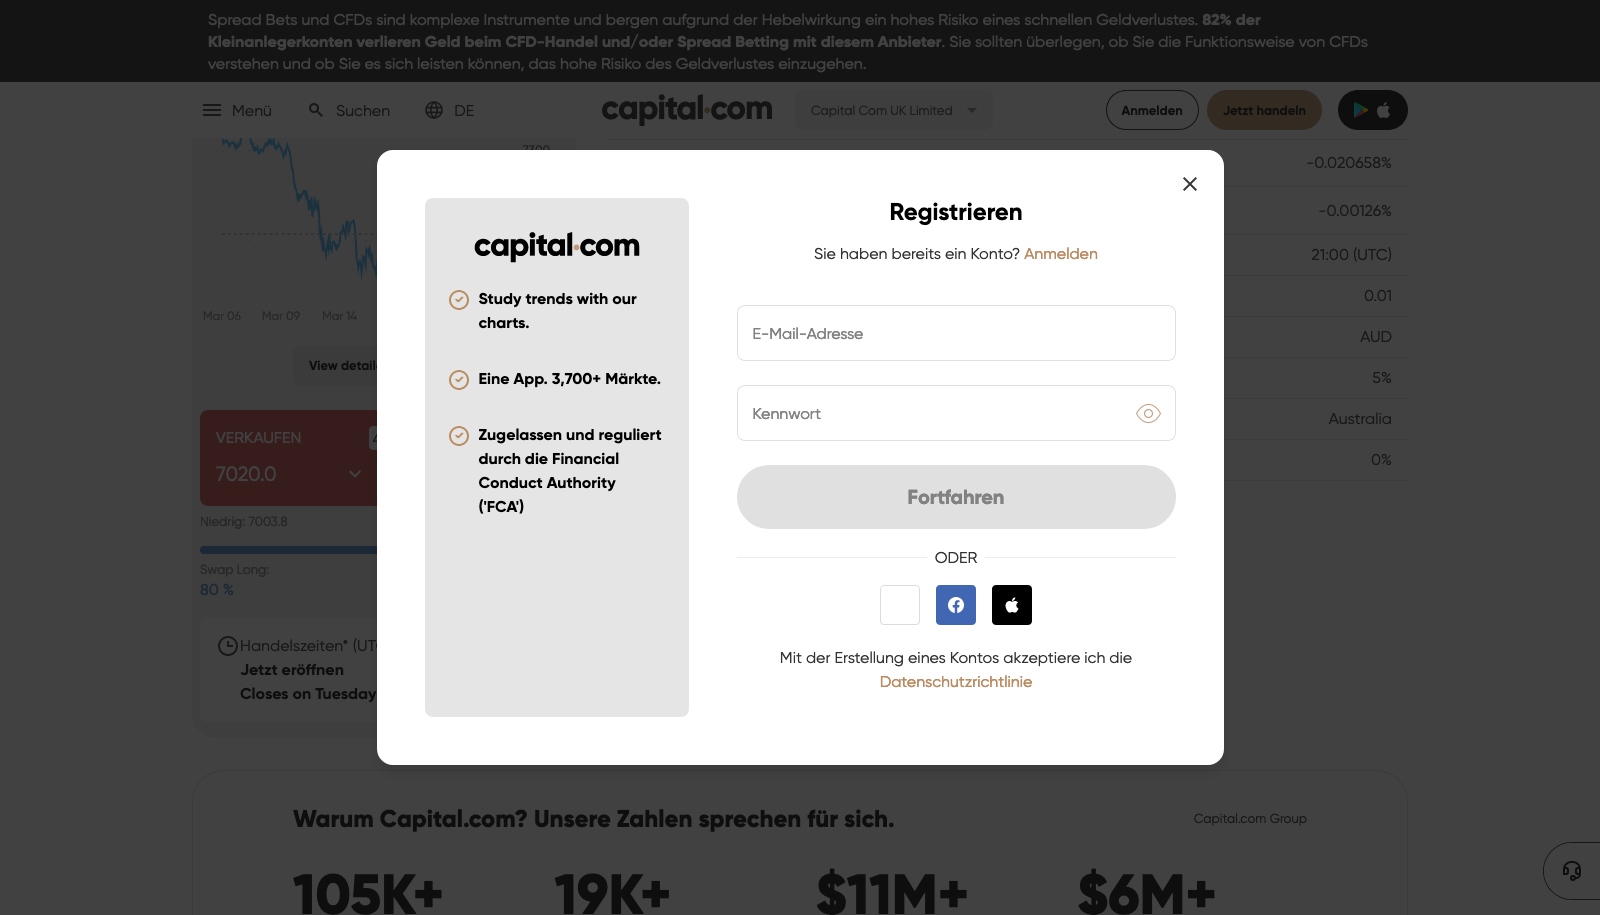 Spread Bets und CFDs sind komplexe Instrumente und bergen aufgrund der Hebelwirkung ein hohes Risiko eines schnellen Geldverlustes. 82% der
Kleinanlegerkonten verlieren Geld beim CFD-Handel und/oder Spread Betting mit diesem Anbieter. Sie sollten überlegen, ob Sie die Funktionsweise von CFDs
verstehen und ob Sie es sich leisten können, das hohe Risiko des Geldverlustes einzugehen.
Menü
Suchen
DE
capital.com
Capital Com UK Limited
Anmelden
Jetzt handeln
-0.020658%
-0.00126%
21:00 (UTC)
0.01
AUD
5%
Australia
0%
Mar 06
Mar 09
Mar 14
View detail
VERKAUFEN
7020.0
Niedrig: 7003.8
Swap Long:
80 %
Handelszeiten* (UT
Jetzt eröffnen
Closes on Tuesday
capital.com
Study trends with our
charts.
Eine App. 3,700+ Märkte.
Zugelassen und reguliert
durch die Financial
Conduct Authority
('FCA')
Registrieren
Sie haben bereits ein Konto? Anmelden
E-Mail-Adresse
Kennwort
Fortfahren
ODER
Mit der Erstellung eines Kontos akzeptiere ich die
Datenschutzrichtlinie
Warum Capital.com? Unsere Zahlen sprechen für sich.
Capital.com Group
105K+
19K+
$11M+
$6M+